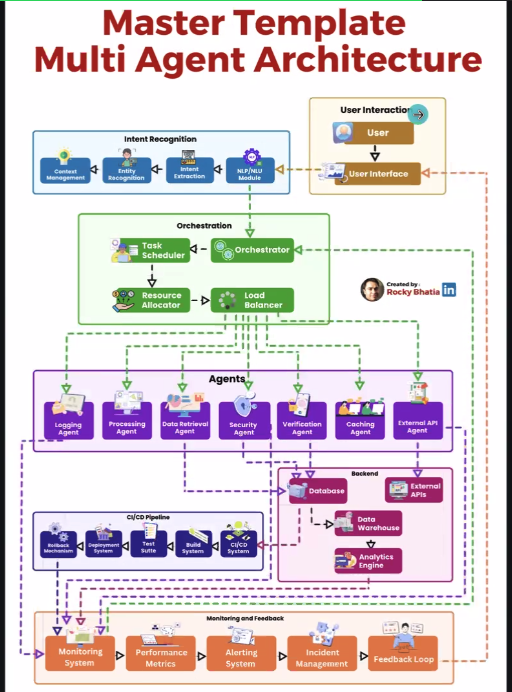 Master Template
Multi Agent Architecture
User Interaction
User
User Interface
Intent Recognition
Context
Management
Entity
Recognition
Intent
Extraction
NLP/NLU
Module
Orchestration
Task
Scheduler
Orchestrator
Resource
Allocator
Load
Balancer
Created by :
Rocky Bhatia
in
Agents
Logging
Agent
Processing
Agent
Data Retrieval
Agent
Security
Agent
Verification
Agent
Caching
Agent
External API
Agent
Backend
Database
External
APIs
Data
Warehouse
Analytics
Engine
CI/CD Pipeline
Rollback
Mechanism
Deployment
System
Test
Suite
Build
System
CI/CD
System
Monitoring and Feedback
Monitoring
System
Performance
Metrics
Alerting
System
Incident
Management
Feedback Loop